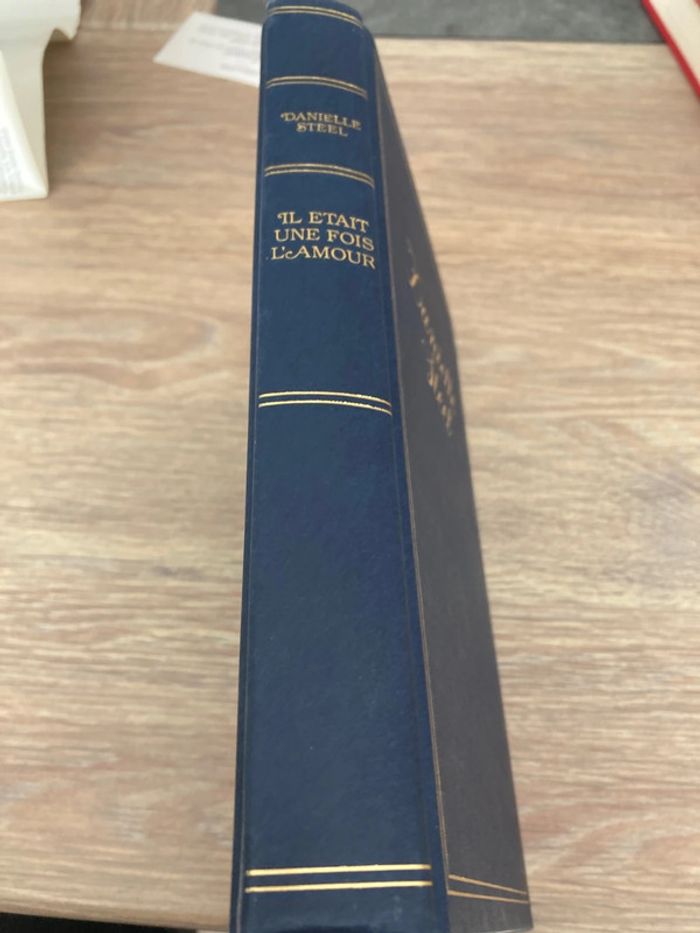 DANIELLE
STEEL
IL ETAIT
UNE FOIS
L'AMOUR